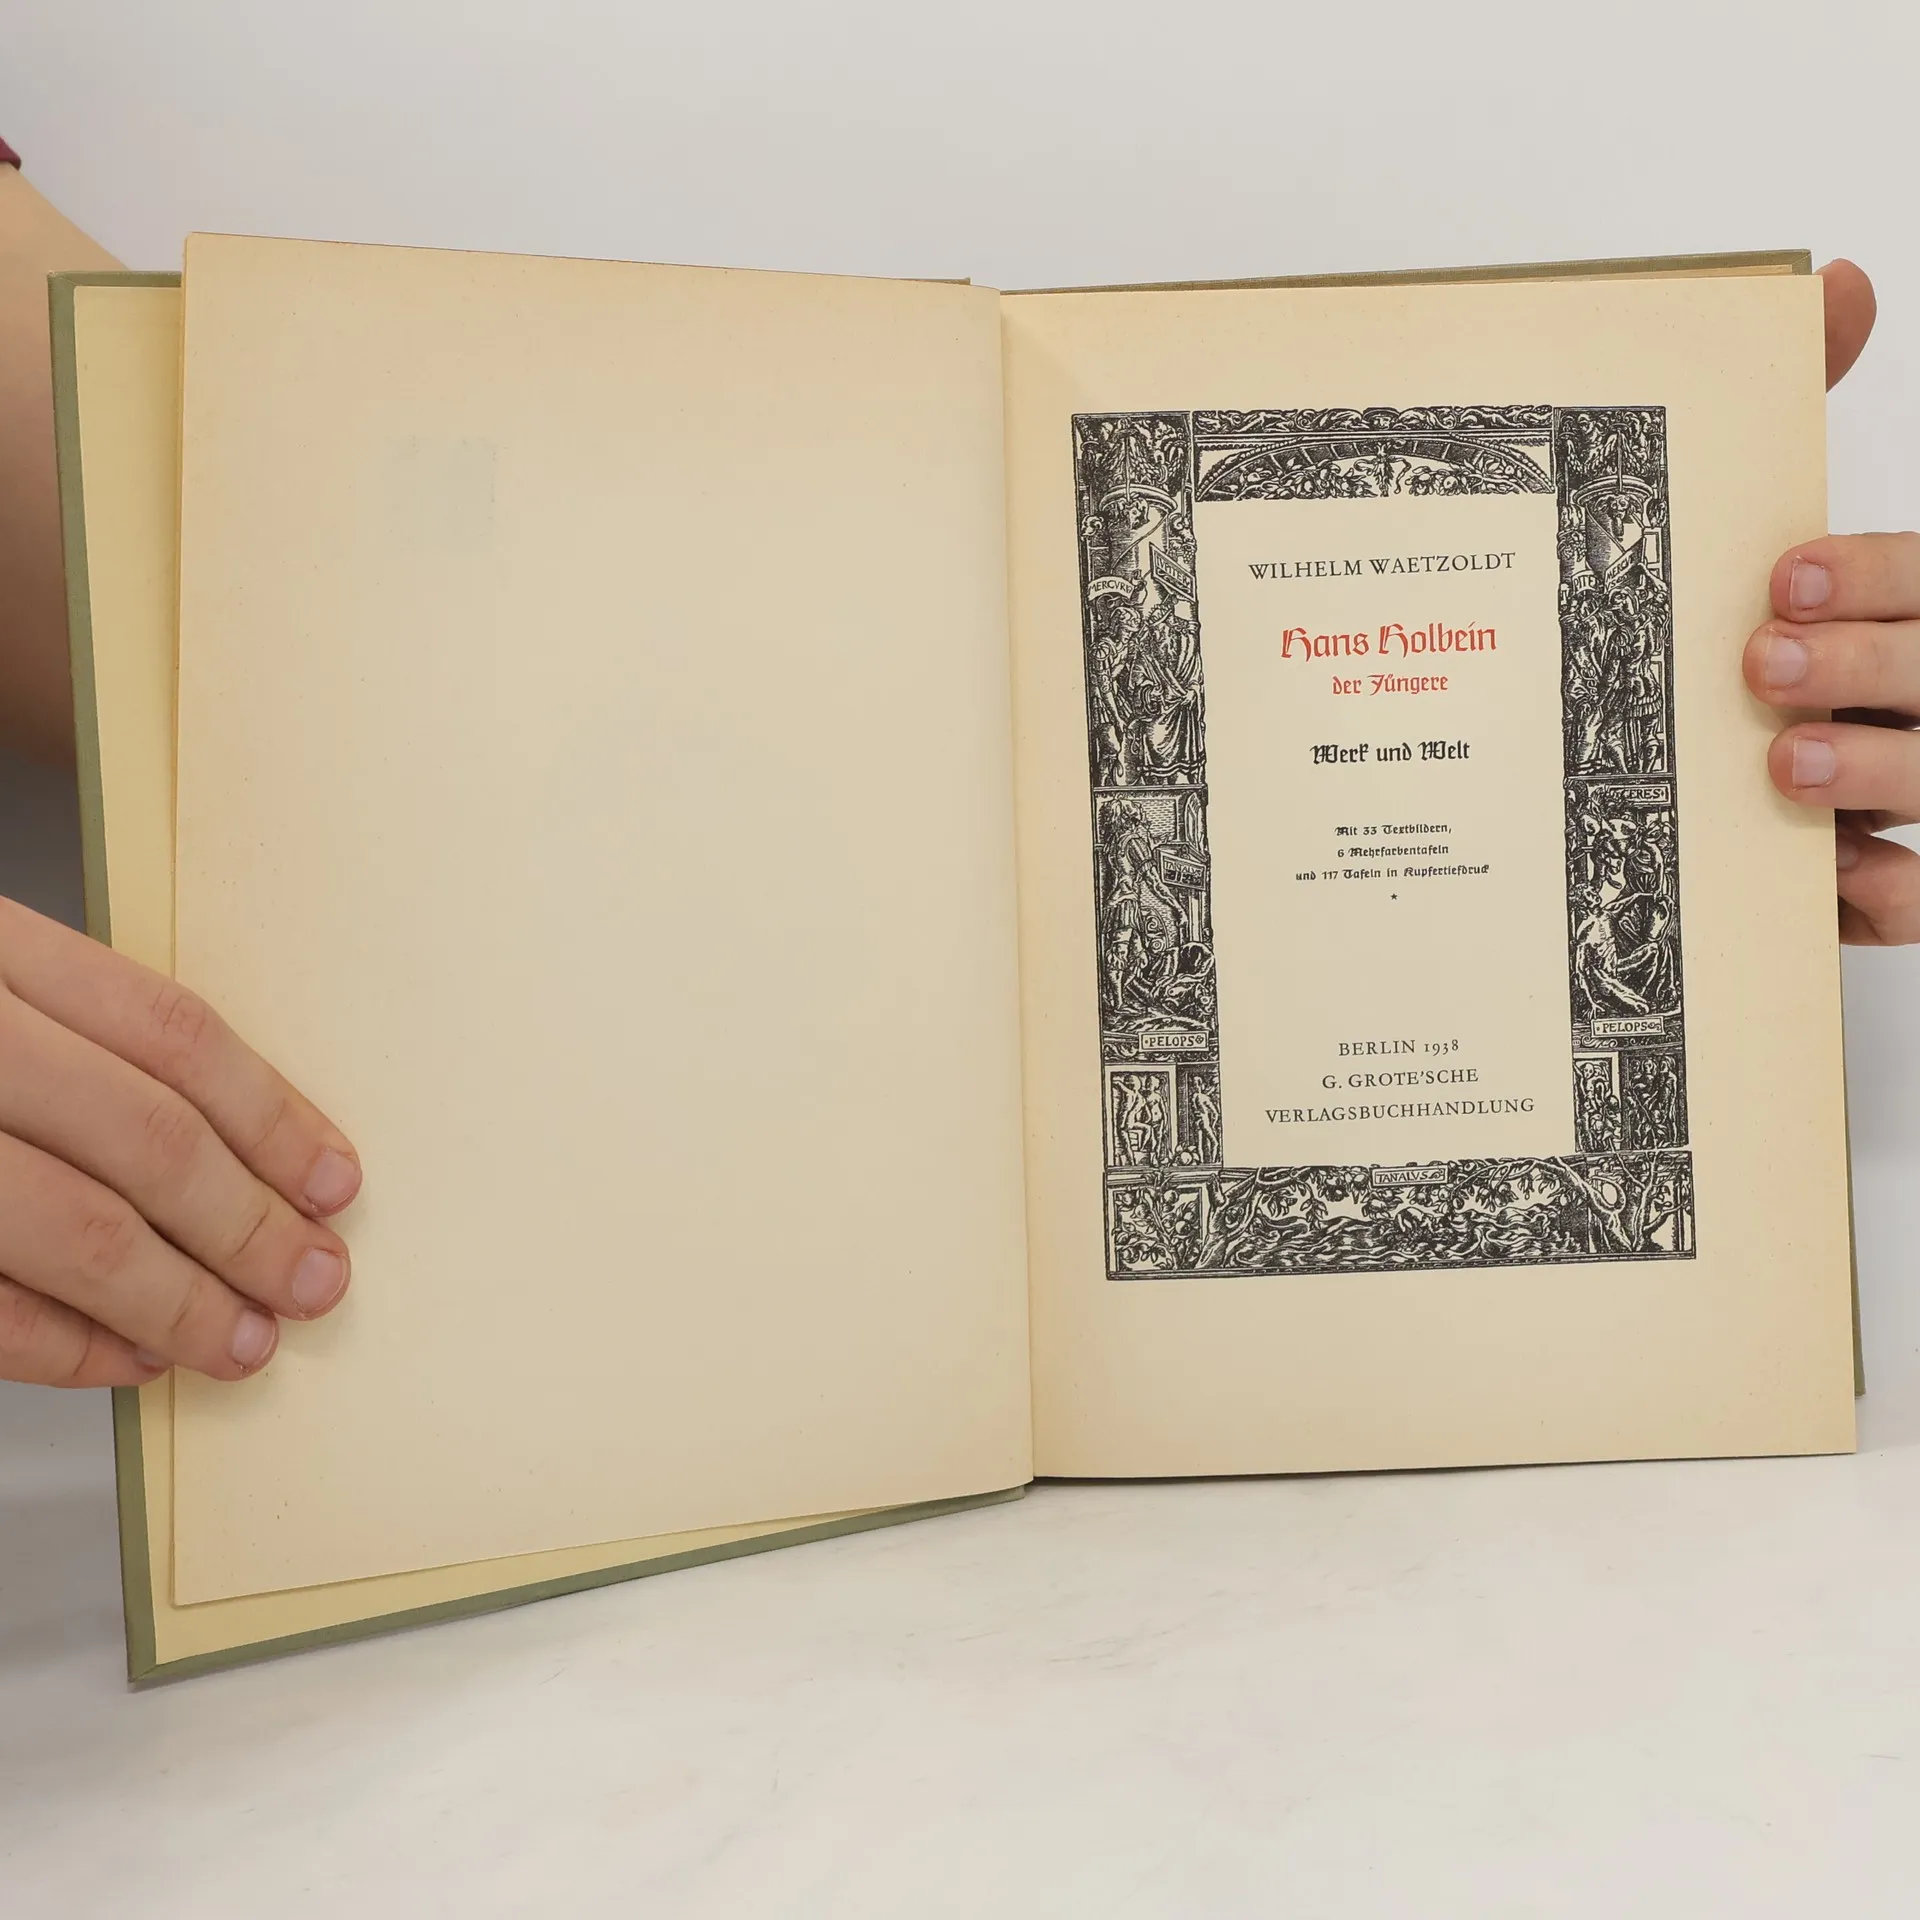 WILHELM WAETZOLDT
Hans Holbein
der Jüngere
Werk und Welt
Mit 33 Textbildern,
6 Mehrfarbentafeln
und 117 Tafeln in Kupfertiefdruck
BERLIN 1938
G. GROTE'SCHE
VERLAGSBUCHHANDLUNG
CERES
PELOPS
PELOPS
TANALVS